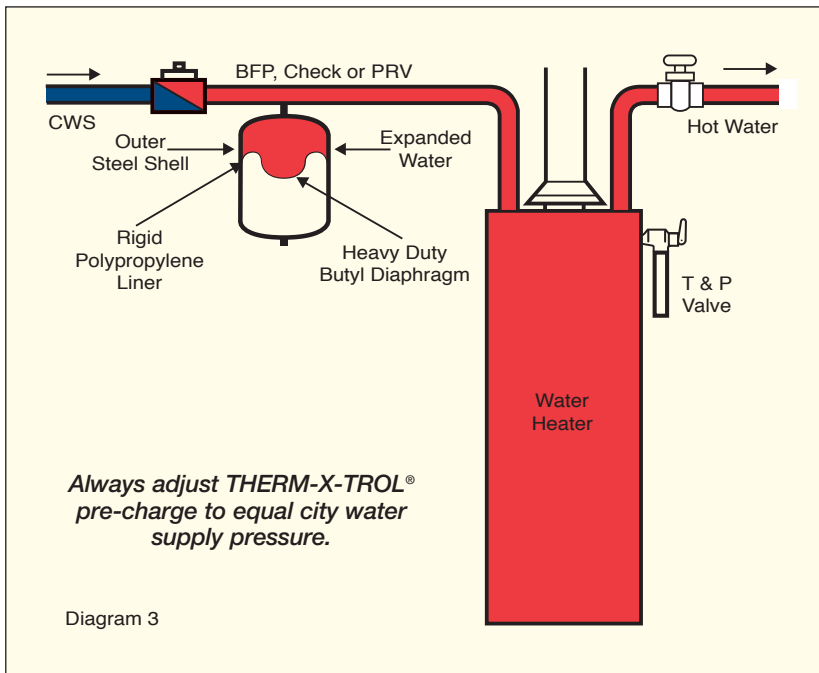 BFP, Check or PRV
CWS
Hot Water
Outer
Steel Shell
Expanded
Water
Rigid
Polypropylene
Liner
Heavy Duty
Butyl Diaphragm
T & P
Valve
Water
Heater
Always adjust THERM-X-TROL®
pre-charge to equal city water
supply pressure.
Diagram 3